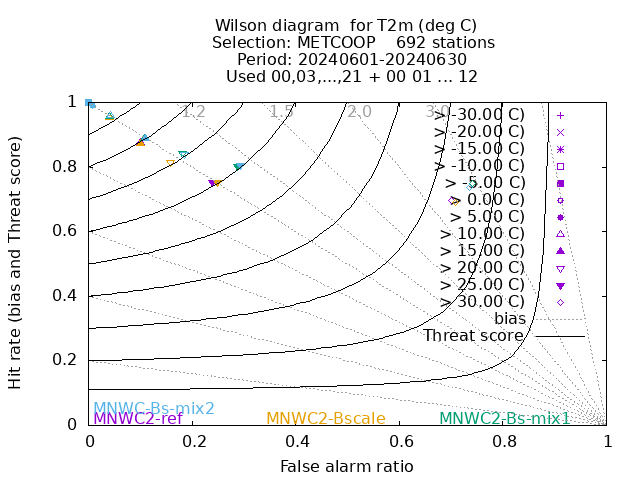 Wilson diagram for T2m (deg C)
Selection: METCOOP 692 stations
Period: 20240601-20240630
Used 00,03,...,21 + 00 01 ... 12
1.2 1.5 2.0 3.0
> -30.00 C)
> -20.00 C)
> -15.00 C)
> -10.00 C)
> -5.00 C)
> 0.00 C)
> 5.00 C)
> 10.00 C)
> 15.00 C)
> 20.00 C)
> 25.00 C)
> 30.00 C)
bias
Threat score
1
0.8
0.6
0.4
0.2
0
Hit rate (bias and Threat score)
MNWC-Bs-mix2
MNWC2-ref MNWC2-Bscale MNWC2-Bs-mix1
0 0.2 0.4 0.6 0.8 1
False alarm ratio